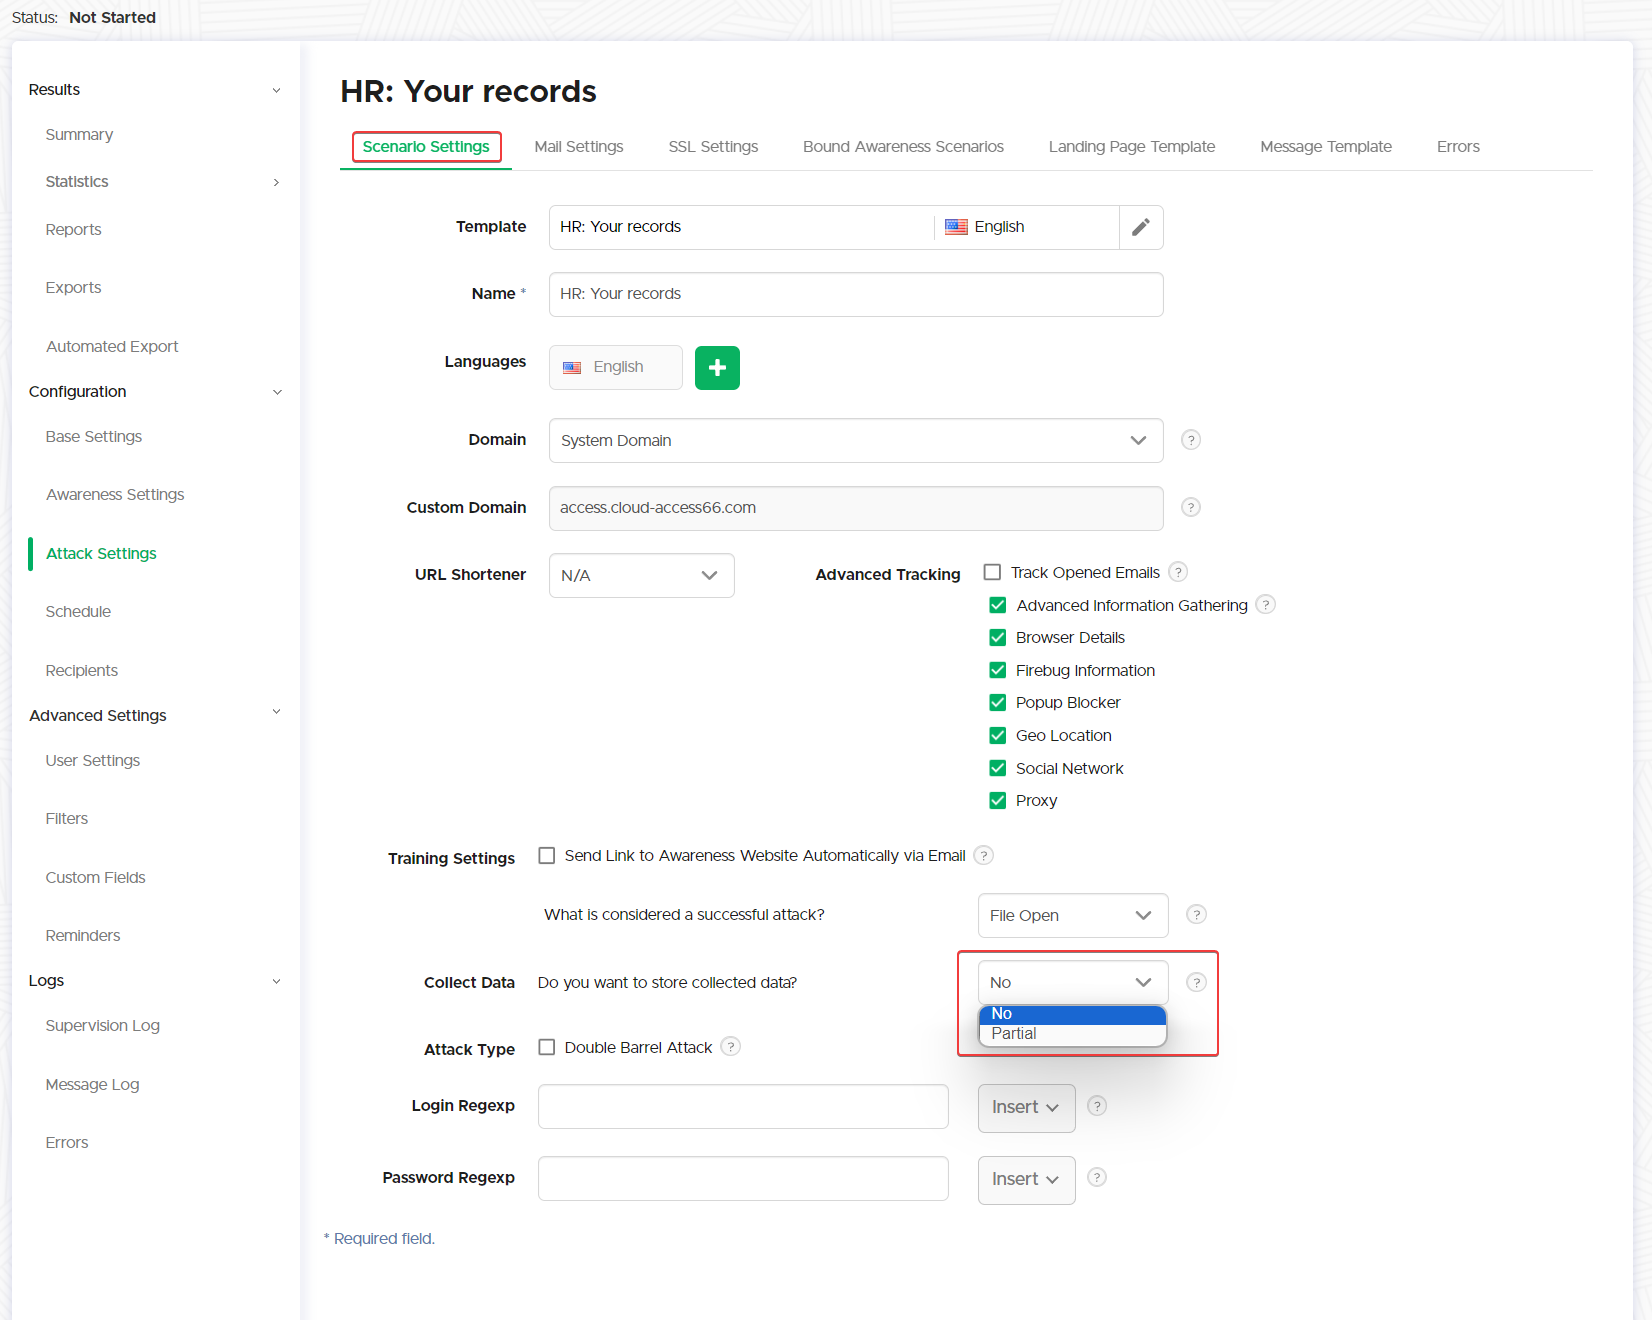 Status: Not Started
Results
Summary
Statistics
Reports
Exports
Automated Export
Configuration
Base Settings
Awareness Settings
Attack Settings
Schedule
Recipients
Advanced Settings
User Settings
Filters
Custom Fields
Reminders
Logs
Supervision Log
Message Log
Errors
HR: Your records
Scenario Settings Mail Settings SSL Settings Bound Awareness Scenarios Landing Page Template Message Template Errors
Template HR: Your records English
Name * HR: Your records
Languages English +
Domain System Domain ?
Custom Domain access.cloud-access66.com ?
URL Shortener N/A Advanced Tracking Track Opened Emails ?
Advanced Information Gathering ?
Browser Details
Firebug Information
Popup Blocker
Geo Location
Social Network
Proxy
Training Settings Send Link to Awareness Website Automatically via Email ?
What is considered a successful attack? File Open ?
Collect Data Do you want to store collected data? No ?
No
Partial
Attack Type Double Barrel Attack ?
Login Regexp Insert ?
Password Regexp Insert ?
* Required field.